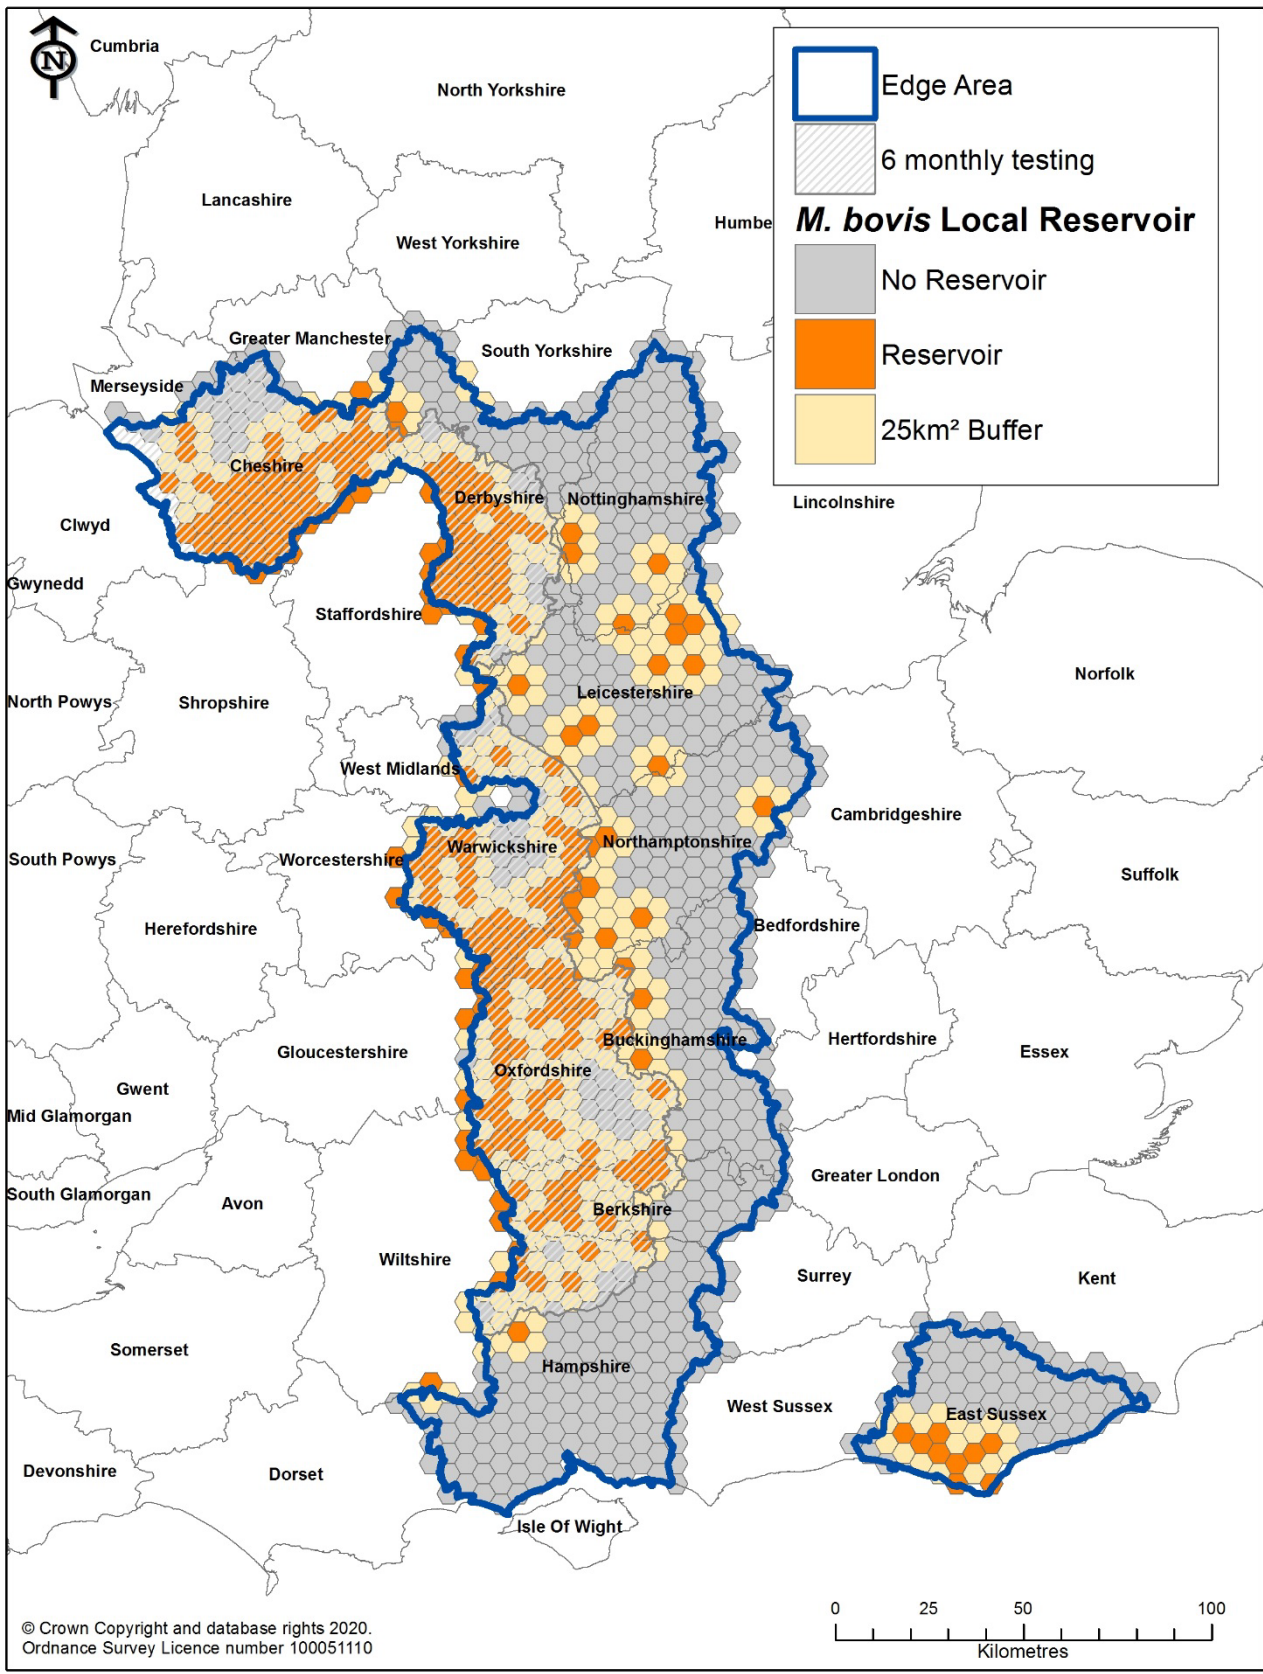 N
Cumbria
North Yorkshire
Lancashire
West Yorkshire
Humbe
Edge Area
6 monthly testing
M. bovis Local Reservoir
No Reservoir
Reservoir
25km² Buffer
Greater Manchester
South Yorkshire
Merseyside
Cheshire
Derbyshire
Nottinghamshire
Lincolnshire
Clwyd
Gwynedd
Staffordshire
Norfolk
North Powys
Shropshire
Leicestershire
West Midlands
Cambridgeshire
South Powys
Worcestershire
Warwickshire
Northamptonshire
Suffolk
Herefordshire
Bedfordshire
Gloucestershire
Buckinghamshire
Hertfordshire
Essex
Oxfordshire
Gwent
Mid Glamorgan
South Glamorgan
Avon
Berkshire
Greater London
Wiltshire
Surrey
Kent
Somerset
Hampshire
West Sussex
East Sussex
Devonshire
Dorset
Isle Of Wight
© Crown Copyright and database rights 2020.
Ordnance Survey Licence number 100051110
0 25 50 100
Kilometres